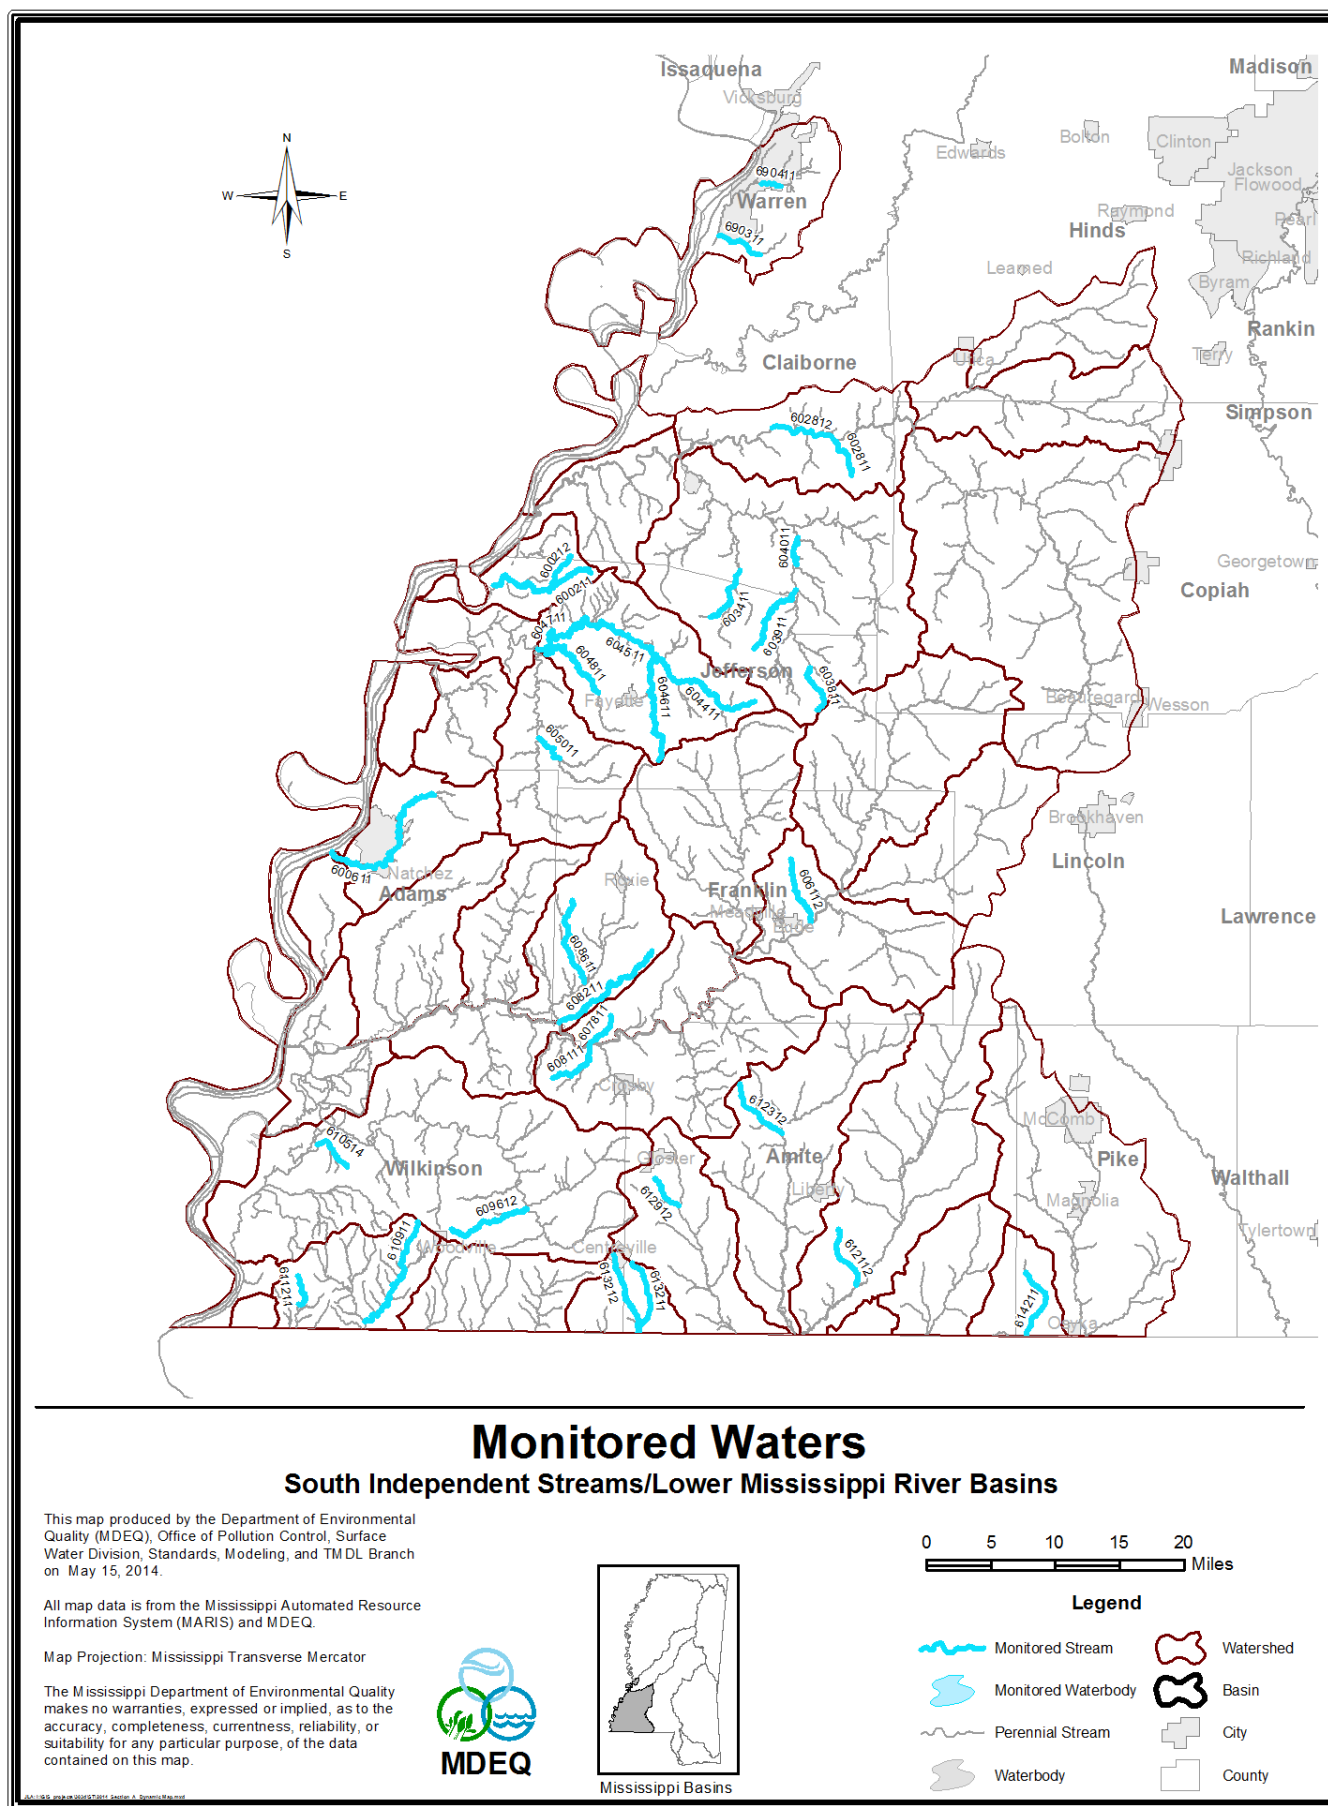 Issaquena
Madison
Vicksburg
Bolton
Clinton
Edwards
Jackson
Flowood
690411
Warren
Raymond
Pearl
Hinds
690311
Learned
Richland
Byram
Rankin
Claiborne
Utica
Terry
Simpson
602812
602811
604011
600212
Georgetown
600211
Copiah
603411
604711
603911
604511
604811
Jefferson
603811
Fayette
604611
604411
Beauregard
Wesson
605011
Brookhaven
Lincoln
600611
Natchez
Adams
Roxie
Franklin
606112
Meadville
Bude
Lawrence
608611
608211
607811
608111
Crosby
612312
McComb
610514
Wilkinson
Gloster
Amite
Pike
Walthall
Liberty
Magnolia
612912
609612
Tylertown
610911
Woodville
Centreville
612112
611211
613212
613211
614211
Osyka
N
W
E
S
Monitored Waters
South Independent Streams/Lower Mississippi River Basins
This map produced by the Department of Environmental
Quality (MDEQ), Office of Pollution Control, Surface
Water Division, Standards, Modeling, and TMDL Branch
on May 15, 2014.
All map data is from the Mississippi Automated Resource
Information System (MARIS) and MDEQ.
Map Projection: Mississippi Transverse Mercator
The Mississippi Department of Environmental Quality
makes no warranties, expressed or implied, as to the
accuracy, completeness, currentness, reliability, or
suitability for any particular purpose, of the data
contained on this map.
MDEQ
Mississippi Basins
0 5 10 15 20
Miles
Legend
Monitored Stream
Watershed
Monitored Waterbody
Basin
Perennial Stream
City
Waterbody
County